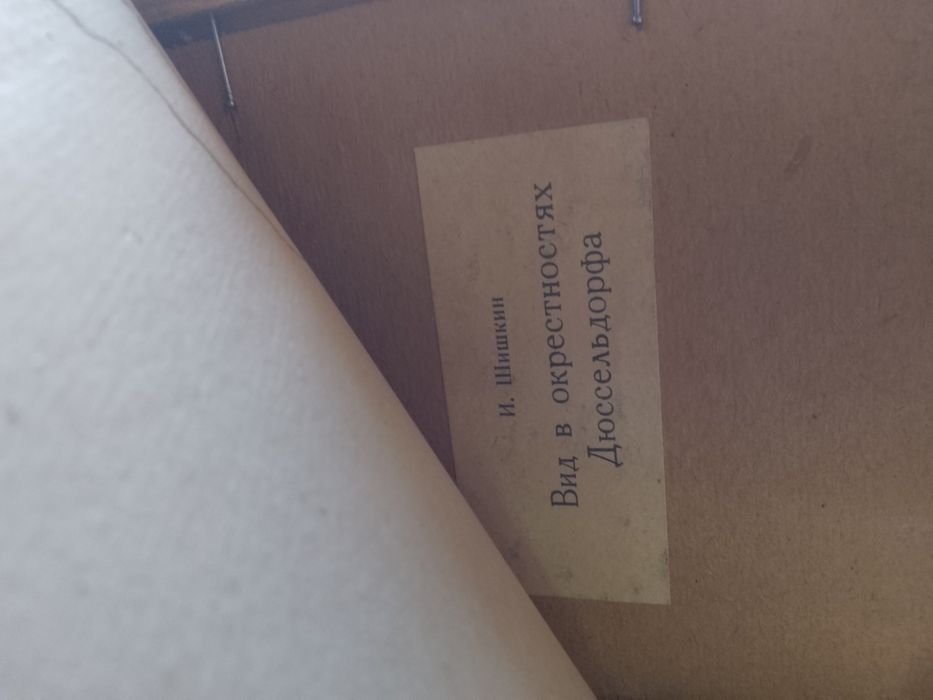 И. Шишкин
Вид в окрестностях
Дюссельдорфа